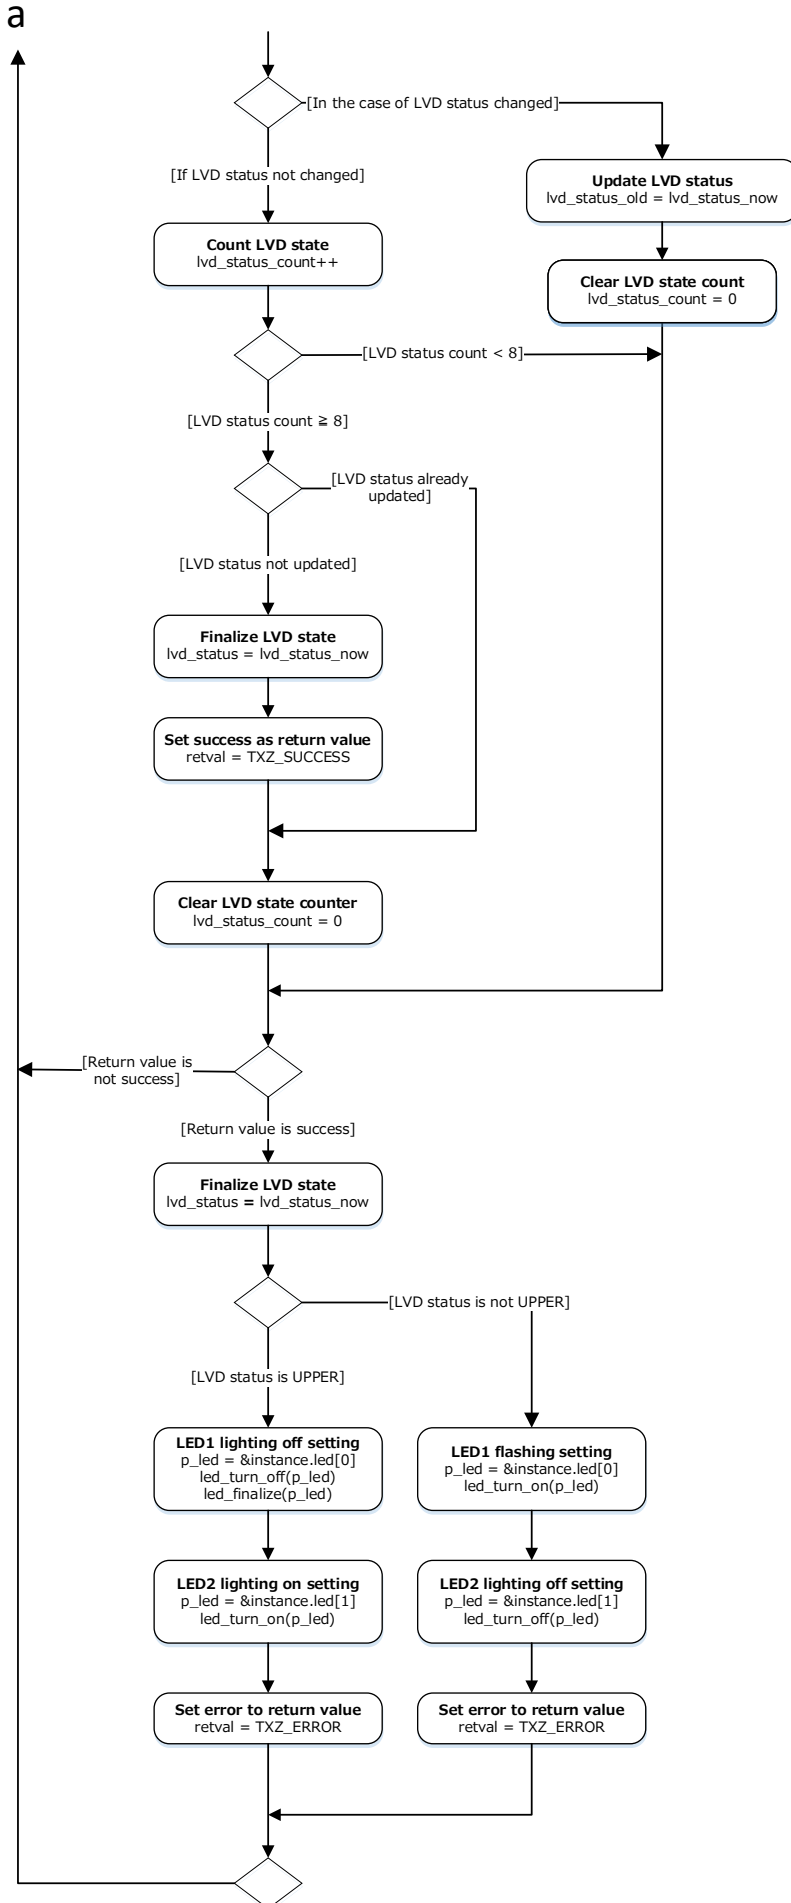 a
[In the case of LVD status changed]
[If LVD status not changed]
Update LVD status
lvd_status_old = lvd_status_now
Count LVD state
lvd_status_count++
Clear LVD state count
lvd_status_count = 0
[LVD status count < 8]
[LVD status count ≧ 8]
[LVD status already
updated]
[LVD status not updated]
Finalize LVD state
lvd_status = lvd_status_now
Set success as return value
retval = TXZ_SUCCESS
Clear LVD state counter
lvd_status_count = 0
[Return value is
not success]
[Return value is success]
Finalize LVD state
lvd_status = lvd_status_now
[LVD status is not UPPER]
[LVD status is UPPER]
LED1 lighting off setting
p_led = &instance.led[0]
led_turn_off(p_led)
led_finalize(p_led)
LED1 flashing setting
p_led = &instance.led[0]
led_turn_on(p_led)
LED2 lighting on setting
p_led = &instance.led[1]
led_turn_on(p_led)
LED2 lighting off setting
p_led = &instance.led[1]
led_turn_off(p_led)
Set error to return value
retval = TXZ_ERROR
Set error to return value
retval = TXZ_ERROR